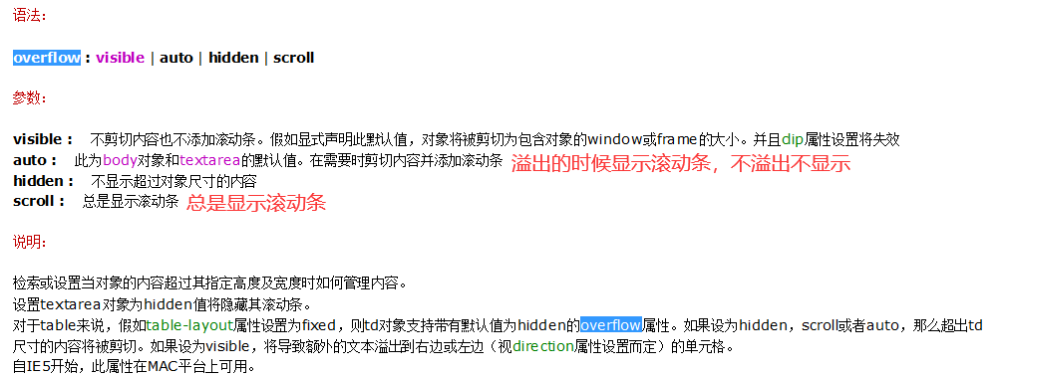 语法：
overflow : visible | auto | hidden | scroll
参数：
visible :  不剪切内容也不添加滚动条。假如显式声明此默认值，对象将被剪切为包含对象的window或frame的大小。并且clip属性设置将失效
auto :  此为body对象和textarea的默认值。在需要时剪切内容并添加滚动条 溢出的时候显示滚动条，不溢出不显示
hidden :  不显示超过对象尺寸的内容
scroll :  总是显示滚动条 总是显示滚动条
说明：
检索或设置当对象的内容超过其指定高度及宽度时如何管理内容。
设置textarea对象为hidden值将隐藏其滚动条。
对于table来说，假如table-layout属性设置为fixed，则td对象支持带有默认值为hidden的overflow属性。如果设为hidden，scroll或者auto，那么超出td
尺寸的内容将被剪切。如果设为visible，将导致额外的文本溢出到右边或左边（视direction属性设置而定）的单元格。
自IE5开始，此属性在MAC平台上可用。